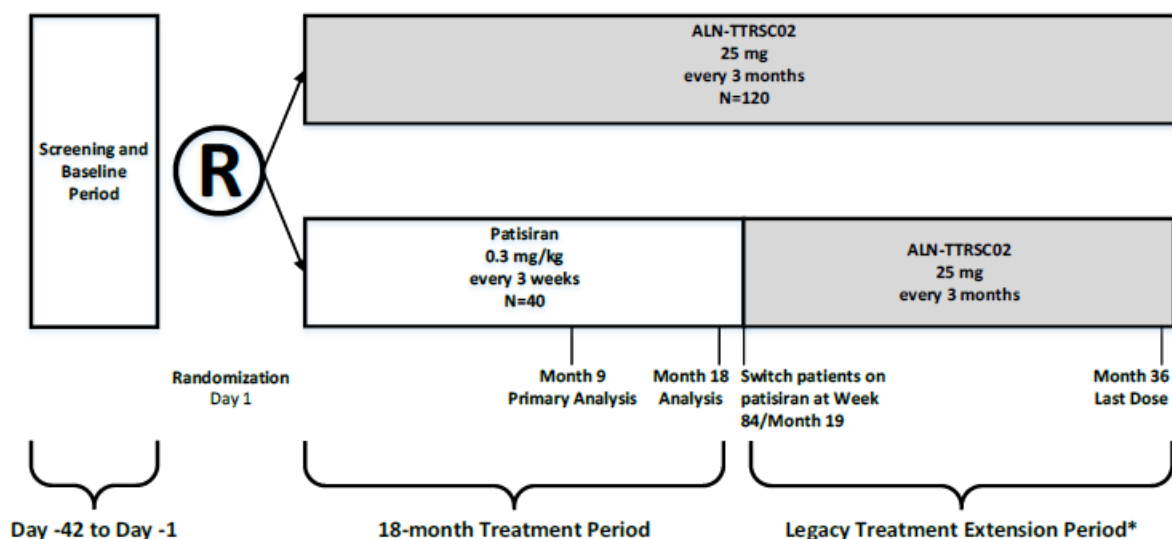 ALN-TTRSC02
25 mg
every 3 months
N=120
Screening and
Baseline
Period
R
Patisiran
0.3 mg/kg
every 3 weeks
N=40
ALN-TTRSC02
25 mg
every 3 months
Randomization
Day 1
Month 9
Primary Analysis
Month 18
Analysis
Switch patients on
patisiran at Week
84/Month 19
Month 36
Last Dose
Day -42 to Day -1
18-month Treatment Period
Legacy Treatment Extension Period*